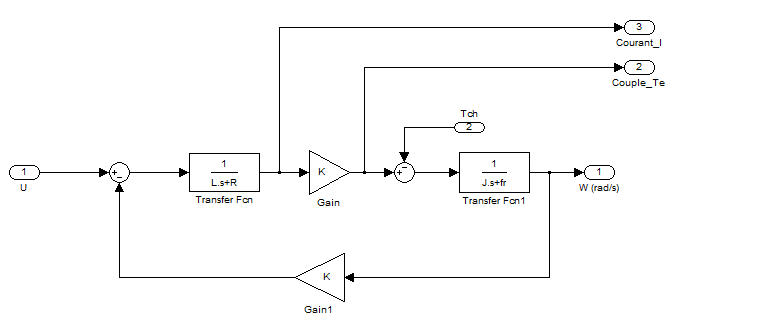 3
Courant_I
2
Couple_Te
Tch
2
1
U
+
-
1
L.s+R
Transfer Fcn
K
Gain
-
+
1
J.s+fr
Transfer Fcn1
1
W (rad/s)
K
Gain1